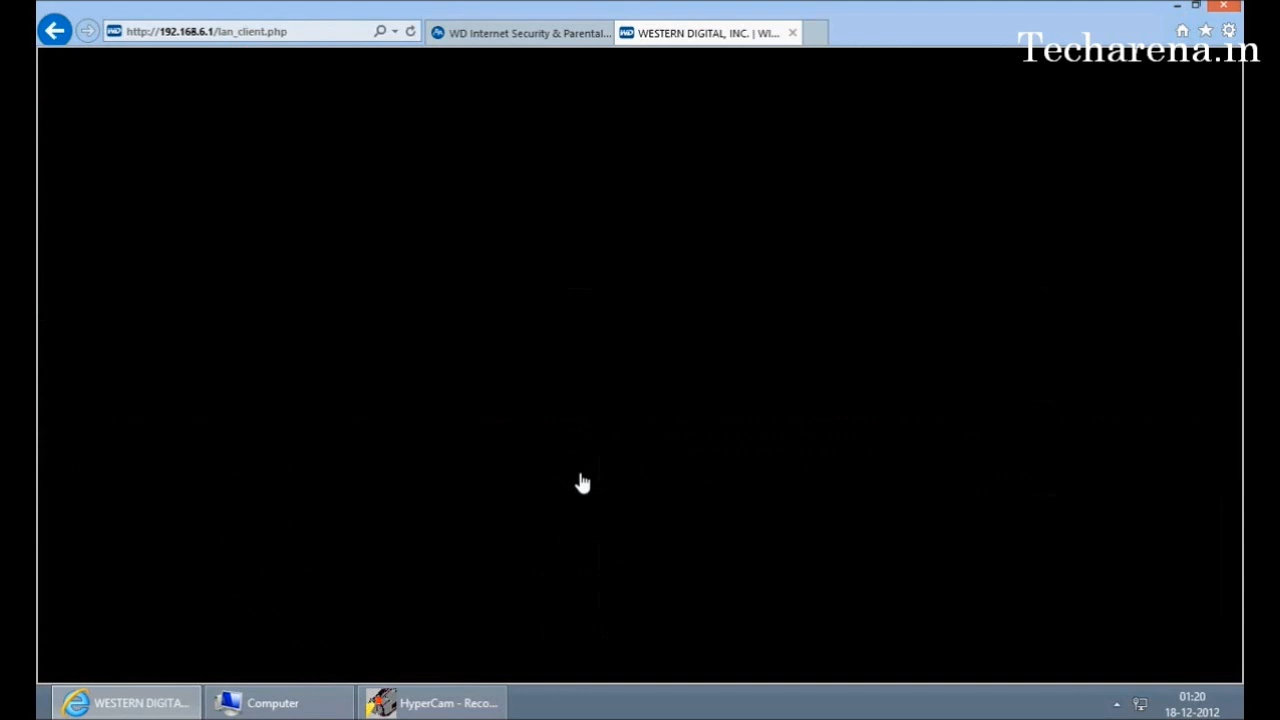 http://192.168.6.1/lan_client.php
WD Internet Security & Parental...
WESTERN DIGITAL, INC. | WI...
Techarena.in
WESTERN DIGITA...
Computer
HyperCam - Reco...
01:20
18-12-2012